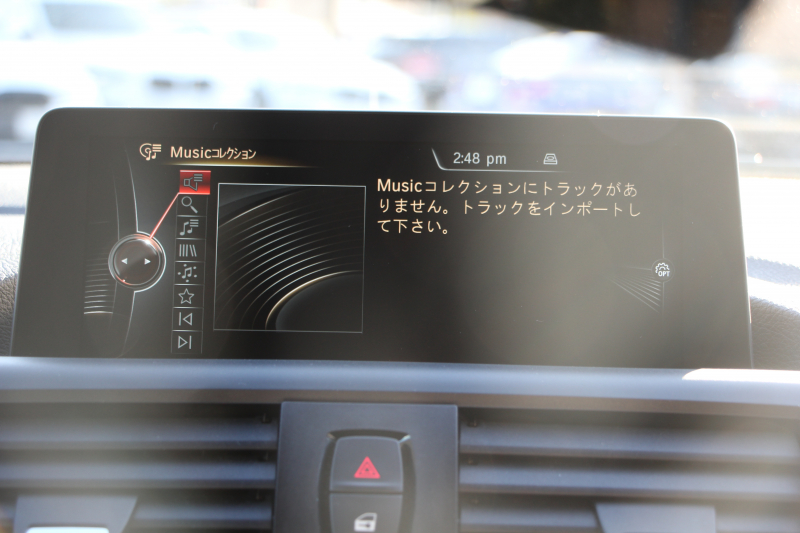 Musicコレクション
2:48 pm
Musicコレクションにトラックがあ
りません。トラックをインポートし
て下さい。
OPT